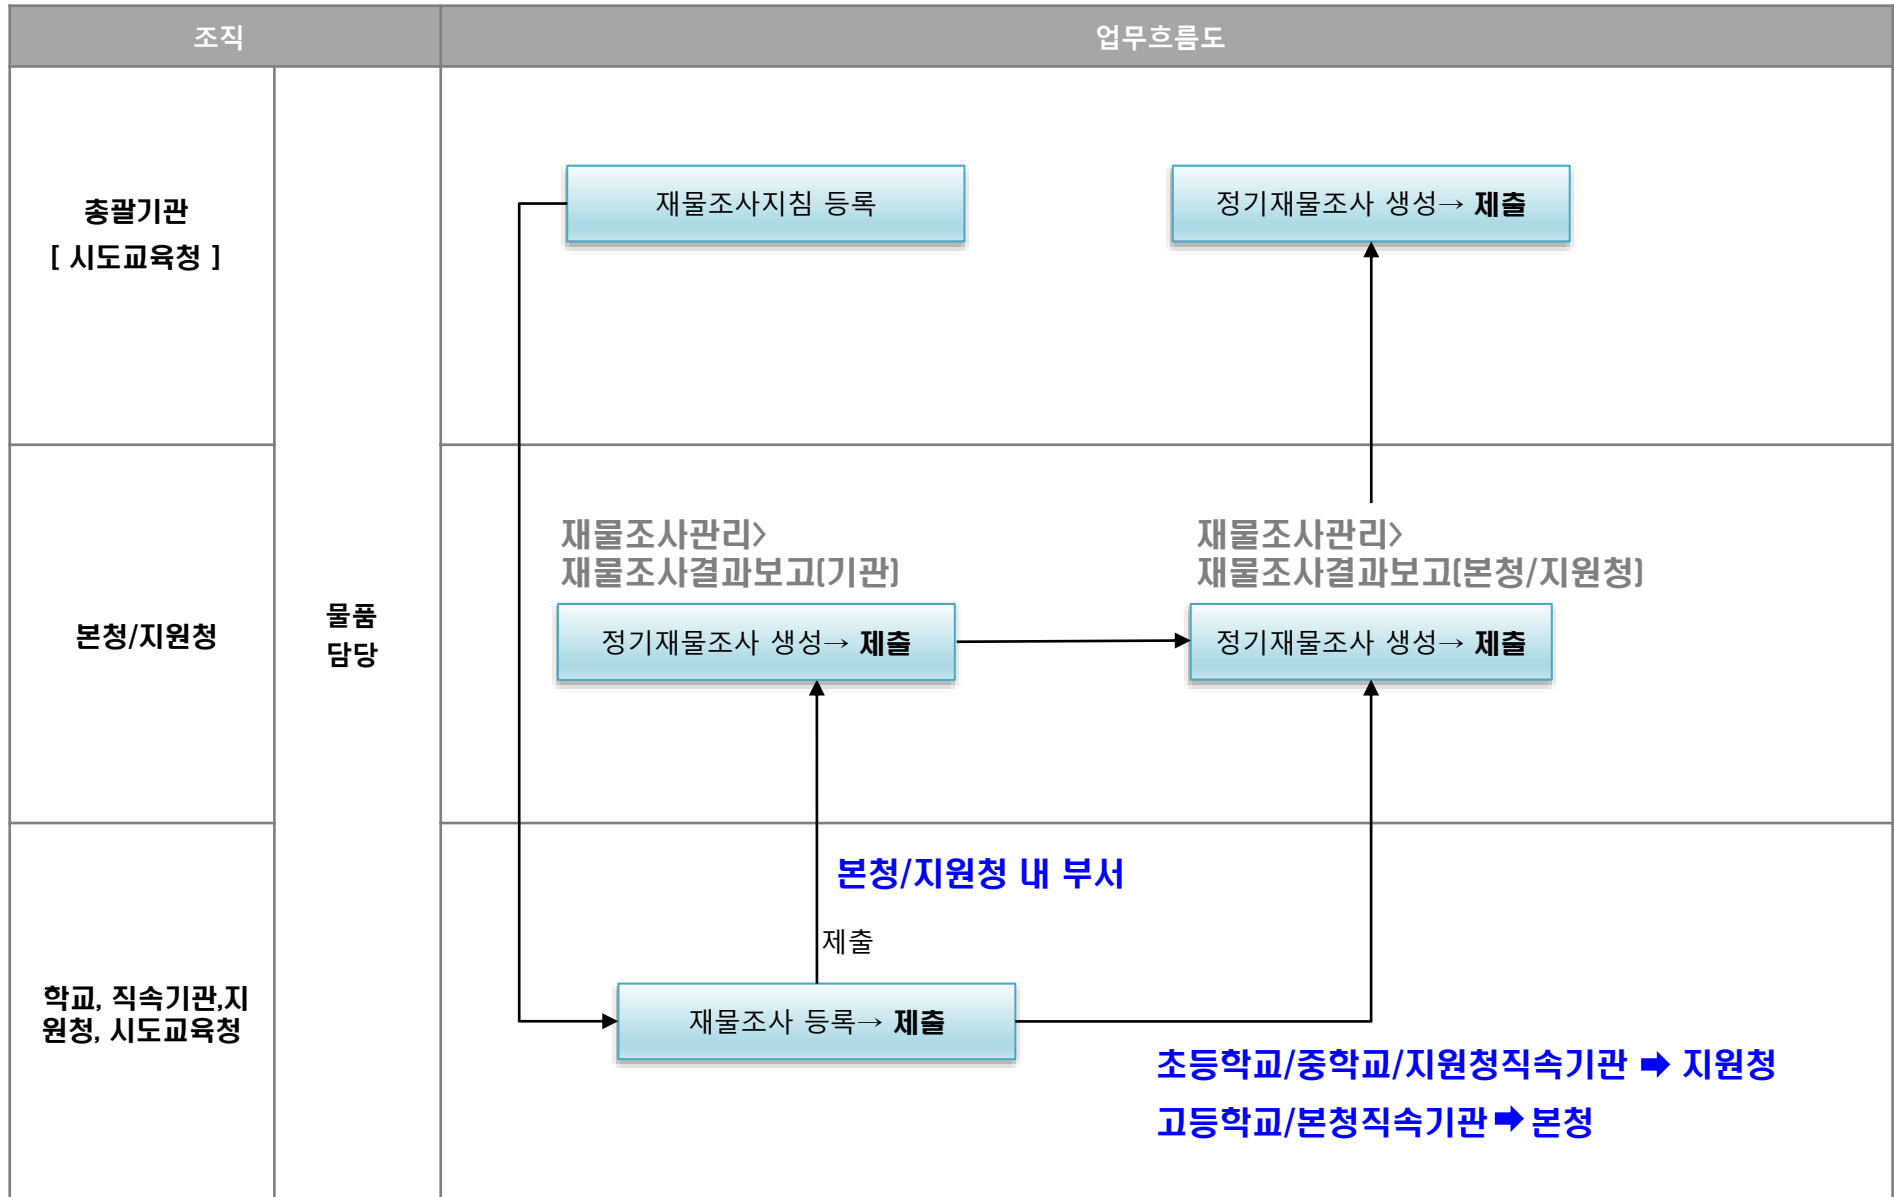 조직
업무흐름도
총괄기관
[ 시도교육청 ]
재물조사지침 등록
정기재물조사 생성→ 제출
본청/지원청
물품
담당
재물조사관리>
재물조사결과보고(기관)
정기재물조사 생성→ 제출
재물조사관리>
재물조사결과보고(본청/지원청)
정기재물조사 생성→ 제출
학교, 직속기관,지
원청, 시도교육청
본청/지원청 내 부서
제출
재물조사 등록→ 제출
초등학교/중학교/지원청직속기관 ➡ 지원청
고등학교/본청직속기관➡본청